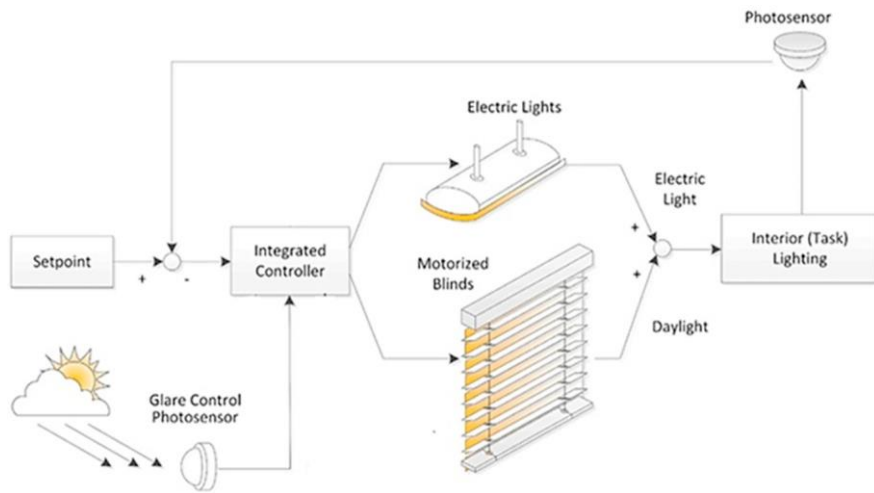 Photosensor
Electric Lights
Electric
Light
+
Setpoint
+
-
Integrated
Controller
Motorized
Blinds
+
Interior (Task)
Lighting
Daylight
Glare Control
Photosensor